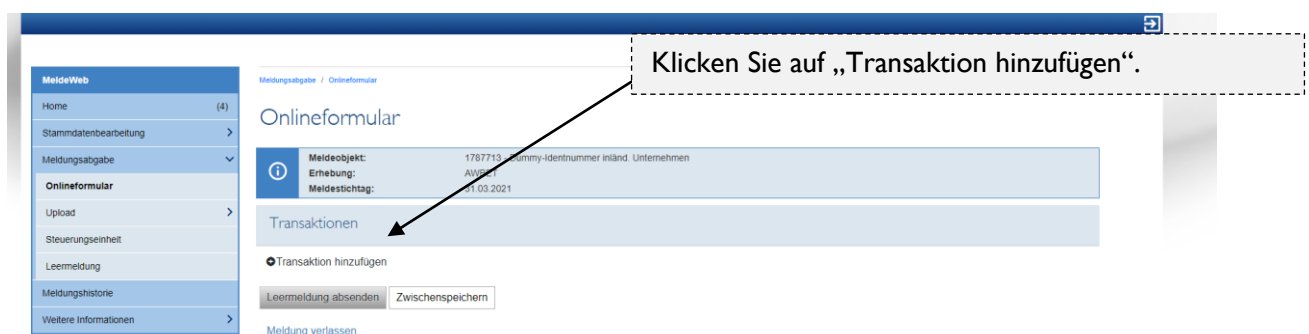 Klicken Sie auf „Transaktion hinzufügen“.
MeldeWeb
Home (4)
Stammdatenbearbeitung
Meldungsabgabe
Onlineformular
Upload
Steuerungseinheit
Leermeldung
Meldungshistorie
Weitere Informationen
Meldungsabgabe / Onlineformular
Onlineformular
Meldeobjekt: 1787713 - Dummy-Identnummer inländ. Unternehmen
Erhebung:
Meldestichtag: 31.03.2021
Transaktionen
Transaktion hinzufügen
Leermeldung absenden Zwischenspeichern
Meldung verlassen